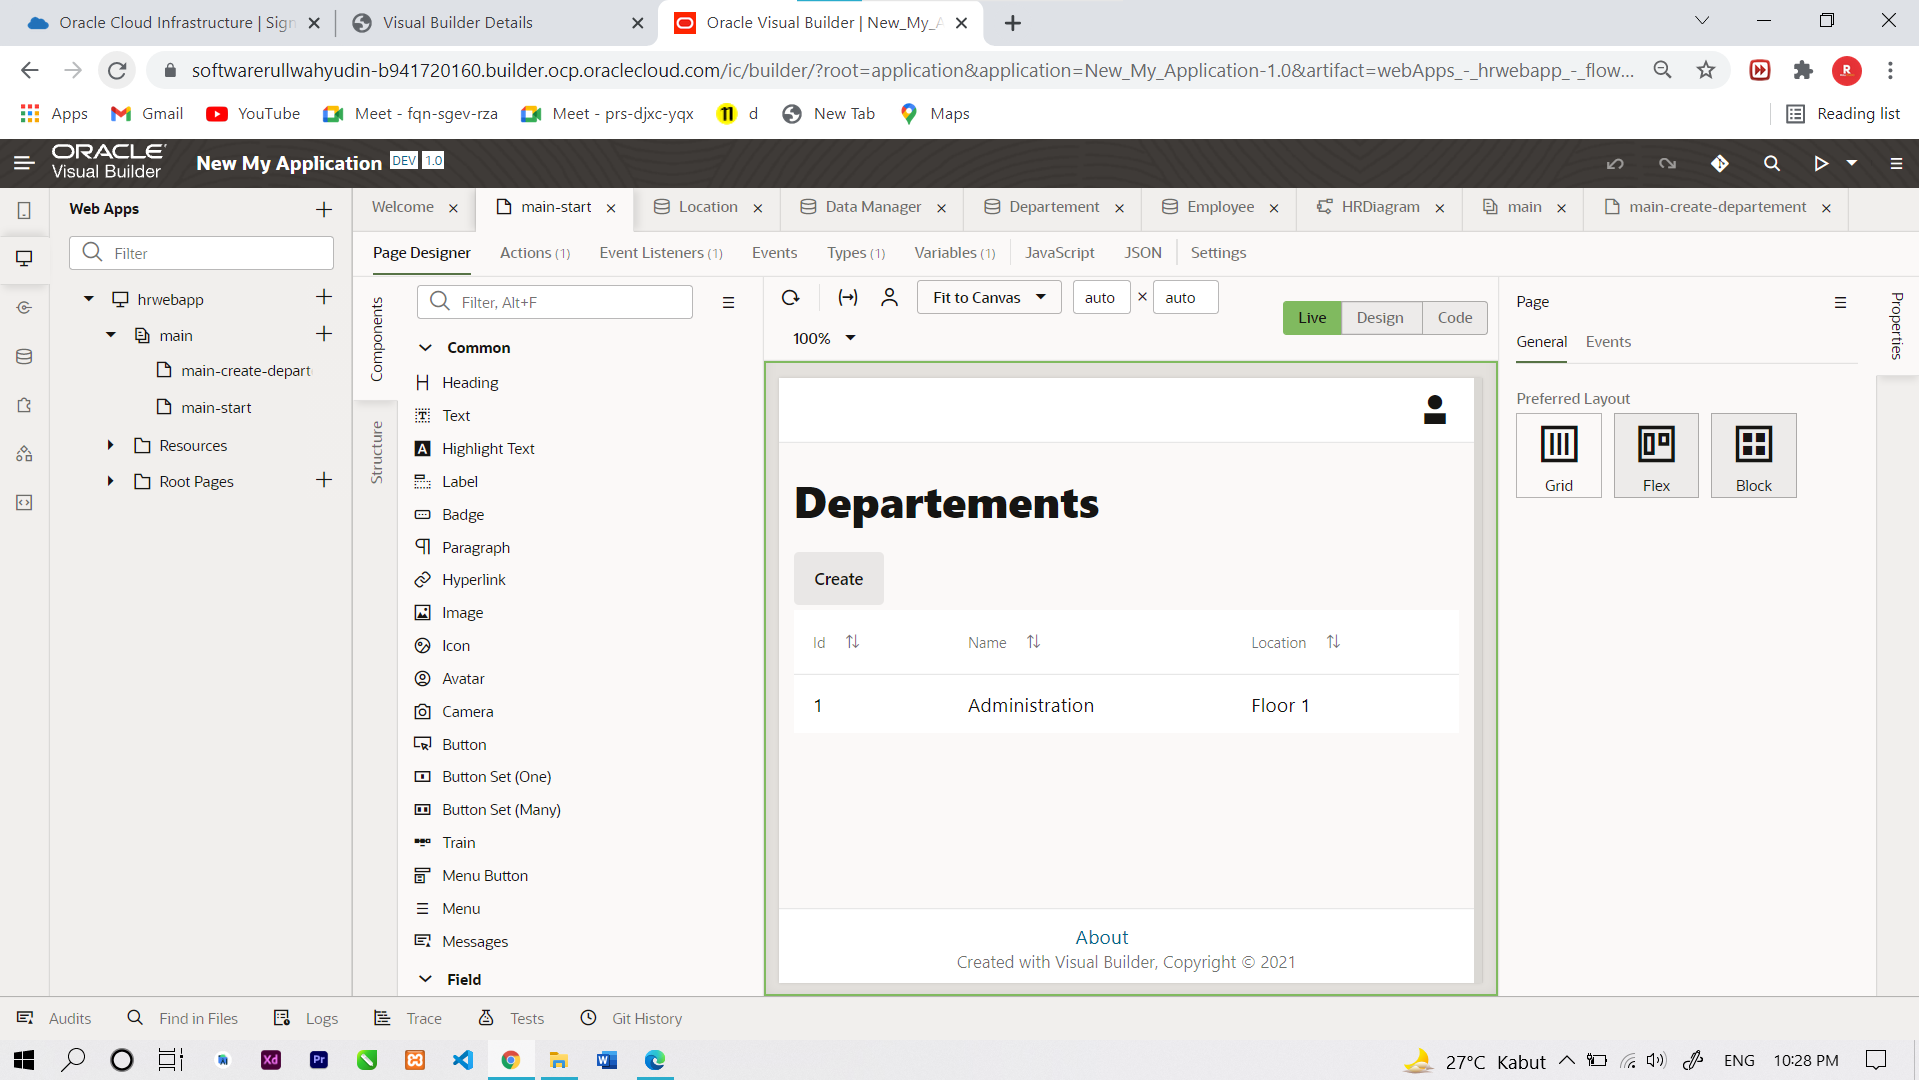 Oracle Cloud Infrastructure | Sign
Visual Builder Details
Oracle Visual Builder | New_My_A
softwarerullwahyudin-b941720160.builder.ocp.oraclecloud.com/ic/builder/?root=application&application=New_My_Application-1.0&artifact=webApps_-_hrwebapp_-_flow...
R
Apps
Gmail
YouTube
Meet - fqn-sgev-rza
Meet - prs-djxc-yqx
d
New Tab
Maps
Reading list
ORACLE
Visual Builder
New My Application DEV 1.0
Web Apps
Welcome
main-start
Location
Data Manager
Departement
Employee
HRDiagram
main
main-create-departement
Filter
Page Designer
Actions (1)
Event Listeners (1)
Events
Types (1)
Variables (1)
JavaScript
JSON
Settings
hrwebapp
main
main-create-depart
main-start
Resources
Root Pages
Components
Structure
Filter, Alt+F
Common
Heading
Text
Highlight Text
Label
Badge
Paragraph
Hyperlink
Image
Icon
Avatar
Camera
Button
Button Set (One)
Button Set (Many)
Train
Menu Button
Menu
Messages
Field
Fit to Canvas
auto × auto
100%
Live
Design
Code
Departements
Create
Id Name Location
1 Administration Floor 1
About
Created with Visual Builder, Copyright © 2021
Page
General
Events
Preferred Layout
Grid
Flex
Block
Properties
Audits
Find in Files
Logs
Trace
Tests
Git History
Xd
Pr
27°C Kabut
ENG
10:28 PM